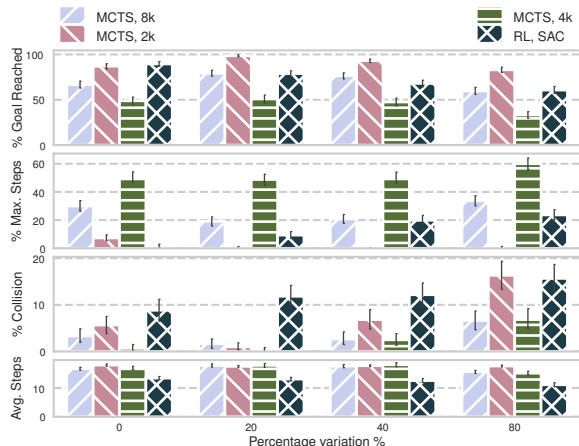 MCTS, 8k
MCTS, 2k
MCTS, 4k
RL, SAC
% Goal Reached
100
50
0
% Max. Steps
60
40
20
0
% Collision
20
10
0
Avg. Steps
10
0
0 20 40 80
Percentage variation %